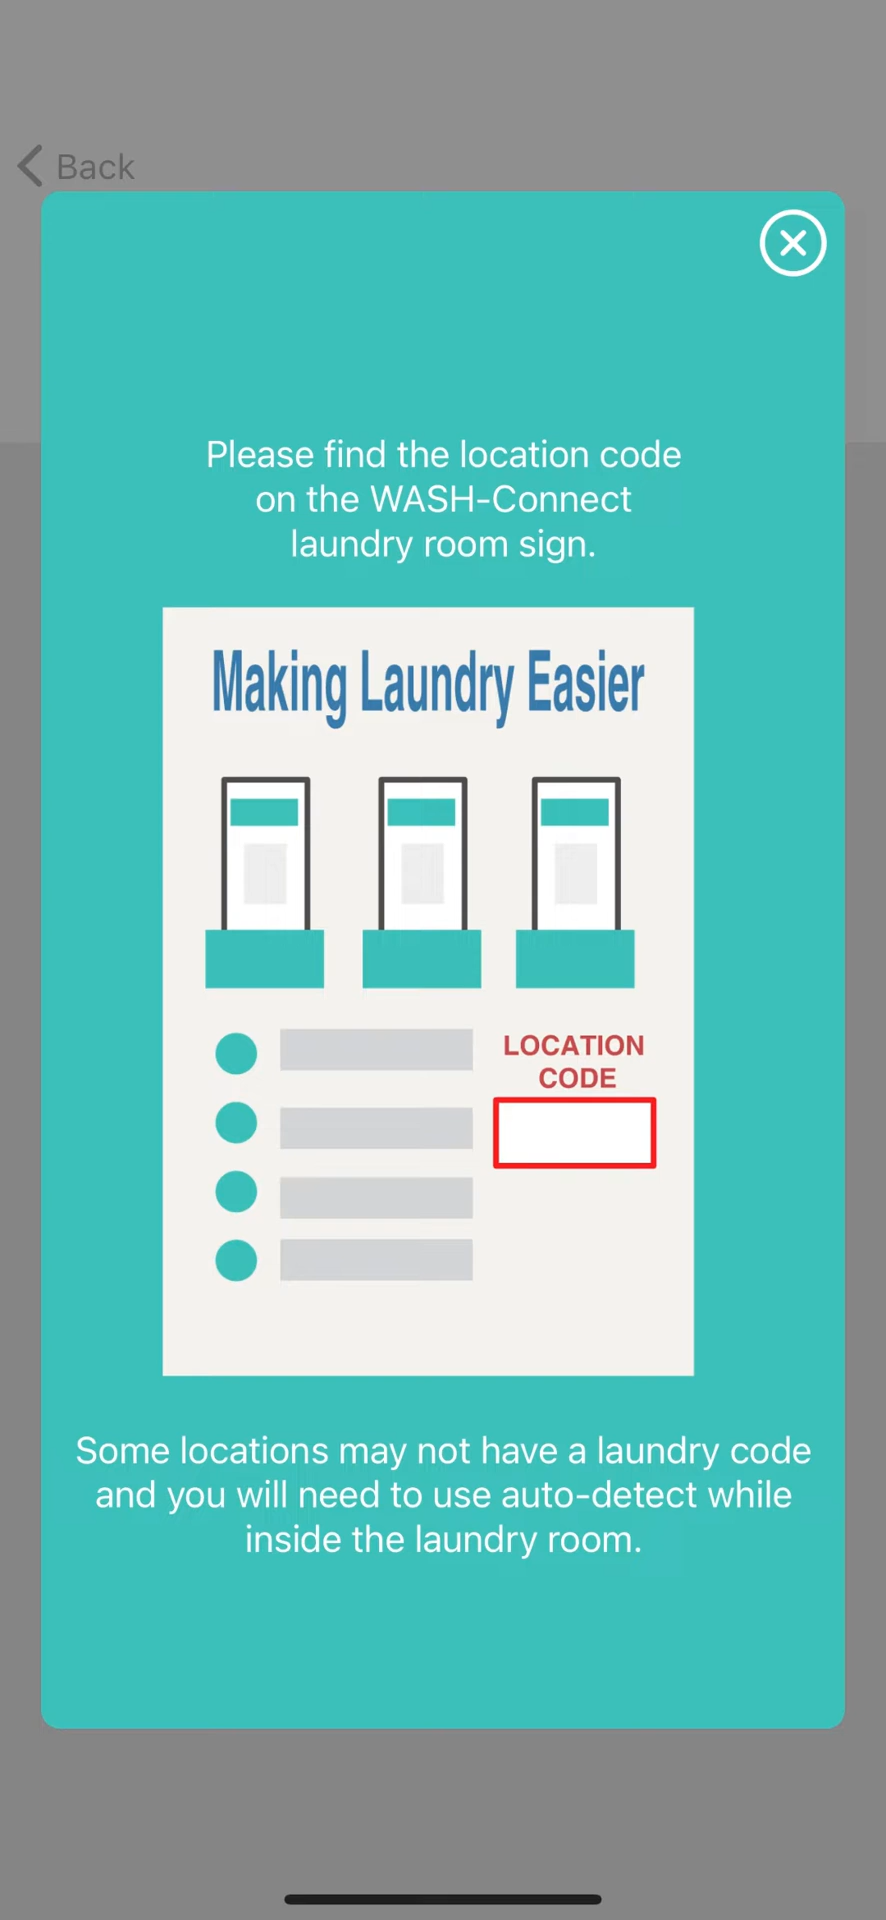 Back
Please find the location code
on the WASH-Connect
laundry room sign.
Making Laundry Easier
LOCATION
CODE
Some locations may not have a laundry code
and you will need to use auto-detect while
inside the laundry room.